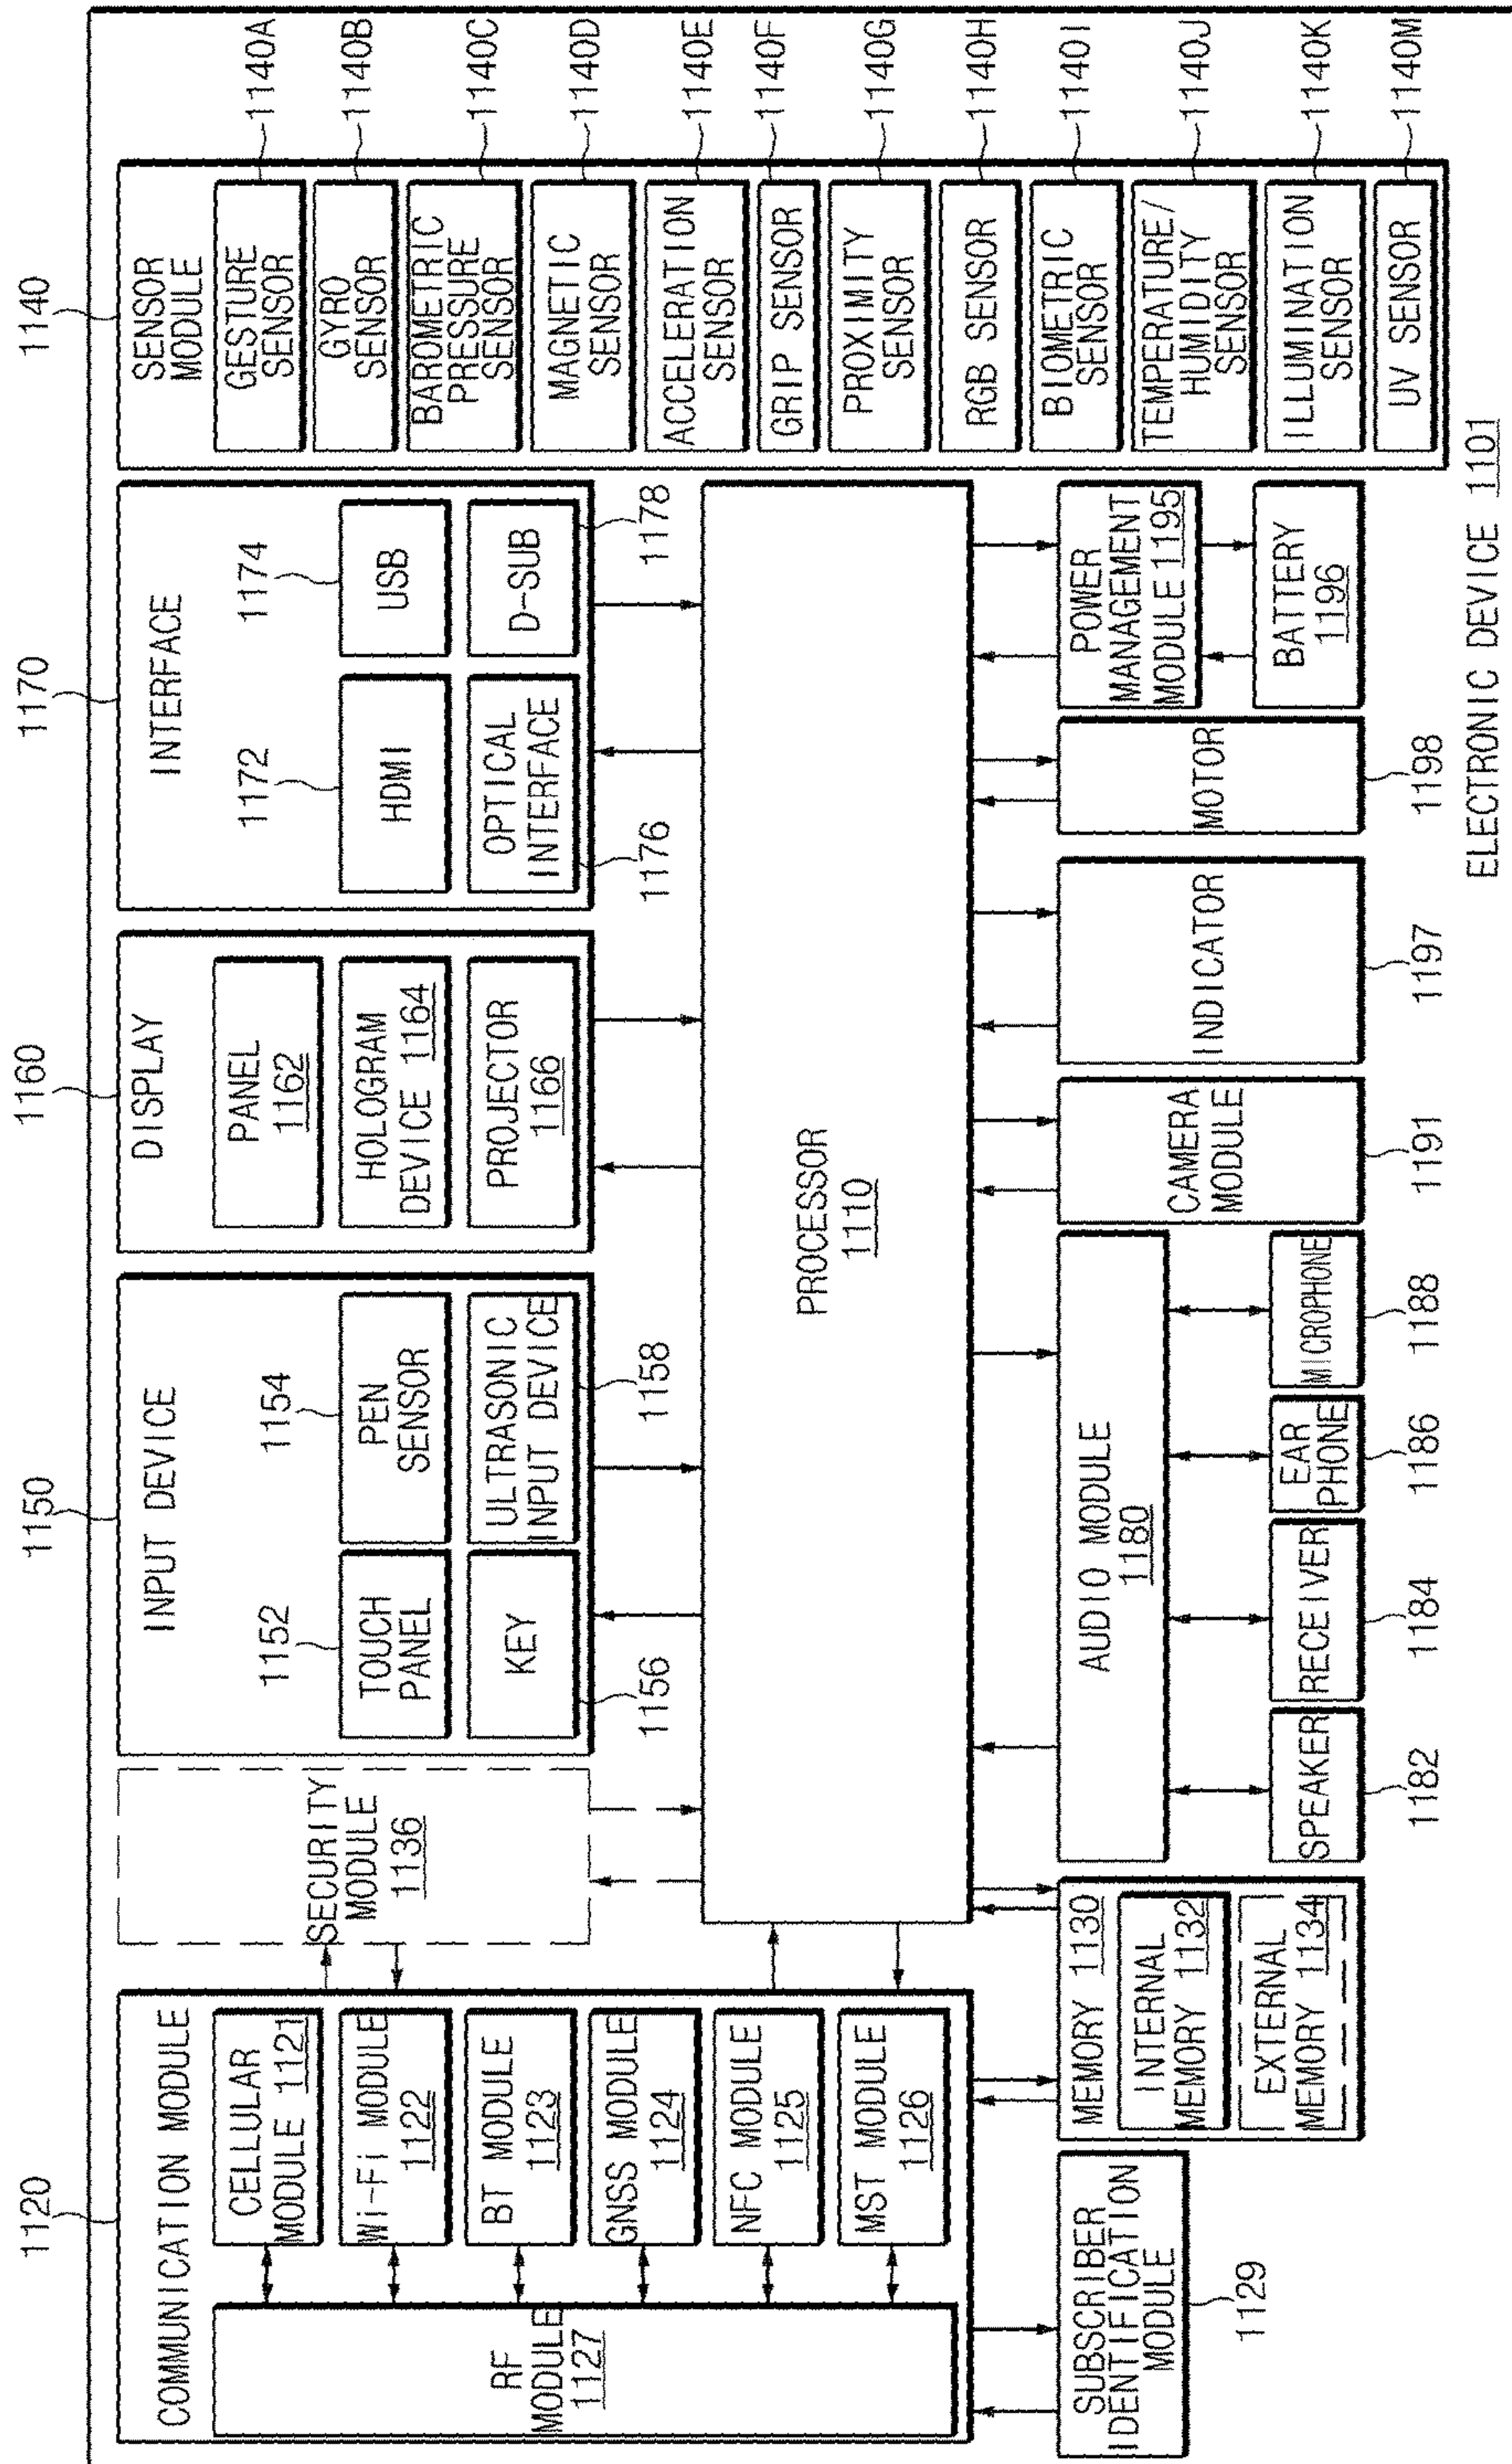 1120
COMMUNICATION MODULE
RF
MODULE
1127
CELLULAR
MODULE 1121
Wi-Fi MODULE
1122
BT MODULE
1123
GNSS MODULE
1124
NFC MODULE
1125
MST MODULE
1126
SUBSCRIBER
IDENTIFICATION
MODULE
1129
SECURITY
MODULE
1136
MEMORY 1130
INTERNAL
MEMORY 1132
EXTERNAL
MEMORY 1134
1150
INPUT DEVICE
1152
TOUCH
PANEL
1154
PEN
SENSOR
KEY
1156
ULTRASONIC
INPUT DEVICE
1158
1160
DISPLAY
PANEL
1162
HOLOGRAM
DEVICE 1164
PROJECTOR
1166
1170
INTERFACE
1172
HDMI
1174
USB
OPTICAL
INTERFACE
1176
D-SUB
1178
1140
SENSOR
MODULE
GESTURE
SENSOR
1140A
GYRO
SENSOR
1140B
BAROMETRIC
PRESSURE
SENSOR
1140C
MAGNETIC
SENSOR
1140D
ACCELERATION
SENSOR
1140E
GRIP SENSOR
1140F
PROXIMITY
SENSOR
1140G
RGB SENSOR
1140H
BIOMETRIC
SENSOR
1140I
TEMPERATURE/
HUMIDITY
SENSOR
1140J
ILLUMINATION
SENSOR
1140K
UV SENSOR
1140M
PROCESSOR
1110
AUDIO MODULE
1180
SPEAKER
1182
RECEIVER
1184
EAR
PHONE
1186
MICROPHONE
1188
CAMERA
MODULE
1191
INDICATOR
1197
MOTOR
1198
POWER
MANAGEMENT
MODULE 1195
BATTERY
1196
ELECTRONIC DEVICE 1101